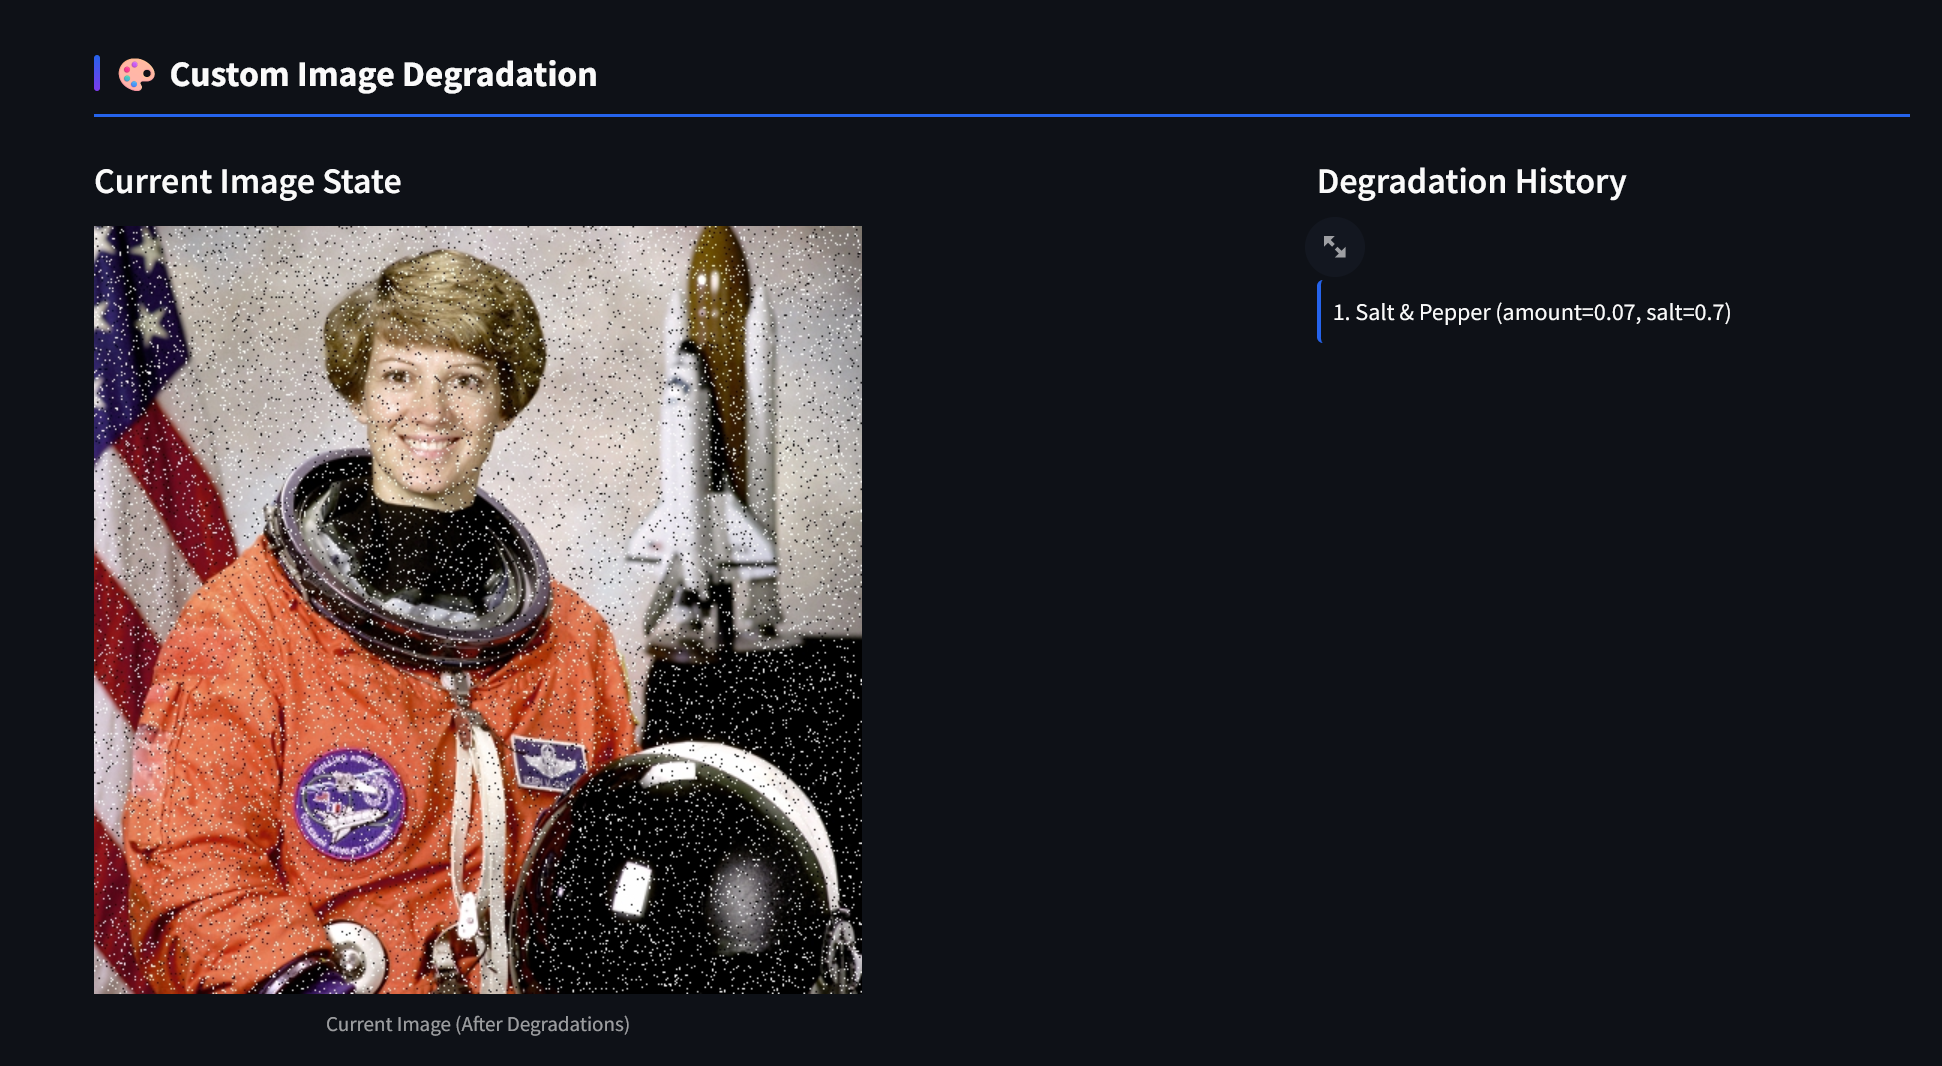 Custom Image Degradation
Current Image State
Degradation History
1. Salt & Pepper (amount=0.07, salt=0.7)
Current Image (After Degradations)